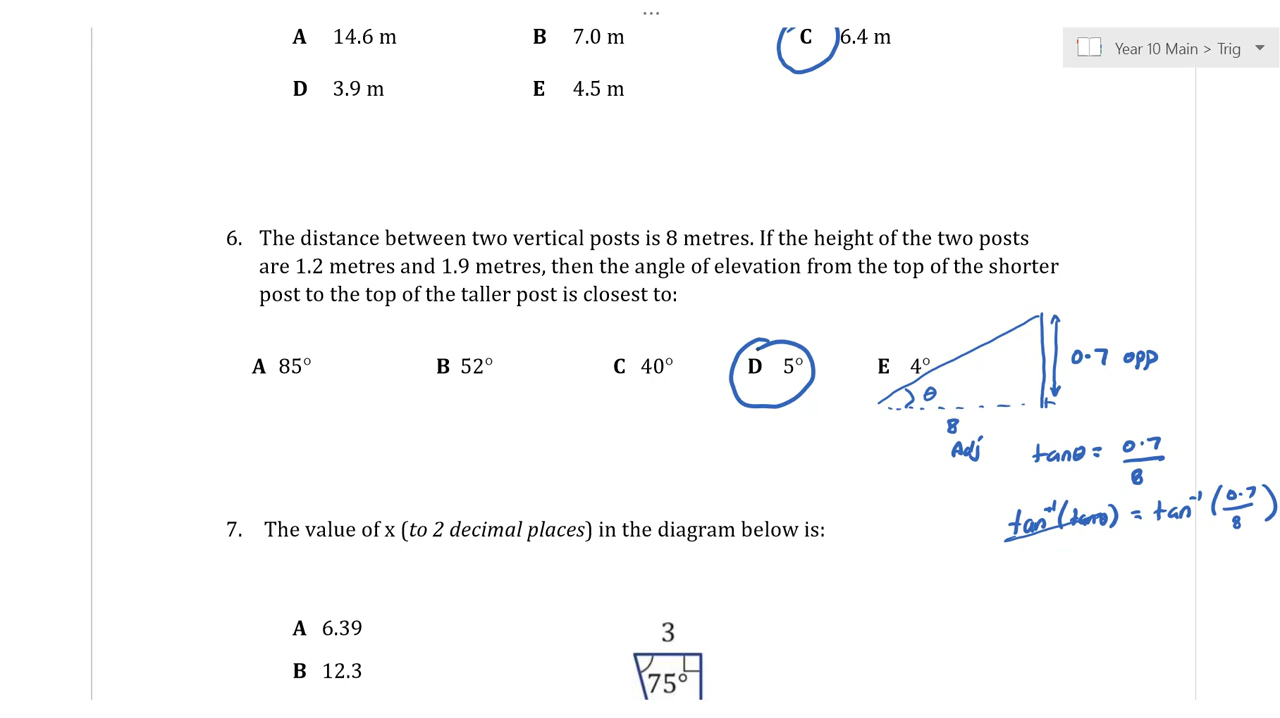 ...
A 14.6 m B 7.0 m C 6.4 m
Year 10 Main > Trig
D 3.9 m E 4.5 m
6. The distance between two vertical posts is 8 metres. If the height of the two posts
are 1.2 metres and 1.9 metres, then the angle of elevation from the top of the shorter
post to the top of the taller post is closest to:
A 85° B 52° C 40° D 5° E 4°
0.7 opp
θ
8
Adj
tanθ = 0.7/8
tan⁻¹(tanθ) = tan⁻¹(0.7/8)
7. The value of x (to 2 decimal places) in the diagram below is:
A 6.39
B 12.3
3
75°